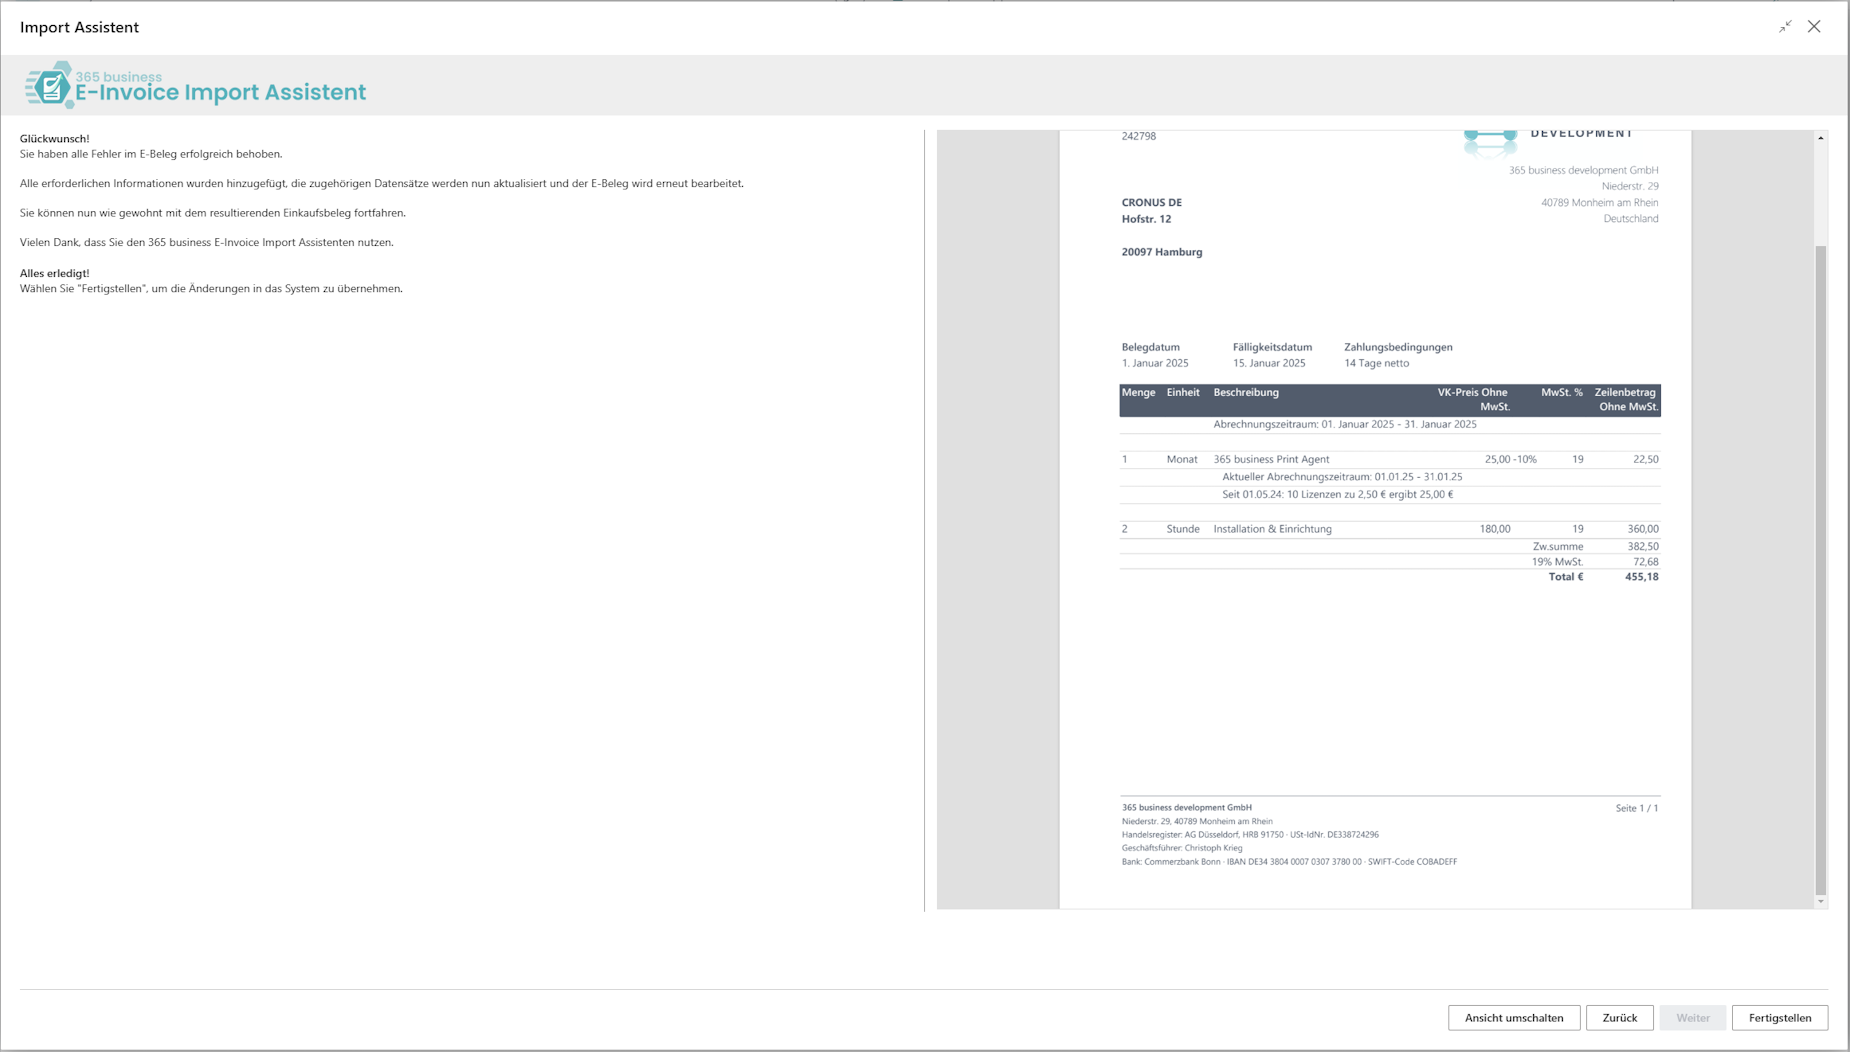 Import Assistent
365 business
E-Invoice Import Assistent
Glückwunsch!
Sie haben alle Fehler im E-Beleg erfolgreich behoben.
Alle erforderlichen Informationen wurden hinzugefügt, die zugehörigen Datensätze werden nun aktualisiert und der E-Beleg wird erneut bearbeitet.
Sie können nun wie gewohnt mit dem resultierenden Einkaufsbeleg fortfahren.
Vielen Dank, dass Sie den 365 business E-Invoice Import Assistenten nutzen.
Alles erledigt!
Wählen Sie "Fertigstellen", um die Änderungen in das System zu übernehmen.
242798
DEVELOPMENT
365 business development GmbH
Niederstr. 29
40789 Monheim am Rhein
Deutschland
CRONUS DE
Hofstr. 12
20097 Hamburg
Belegdatum Fälligkeitsdatum Zahlungsbedingungen
1. Januar 2025 15. Januar 2025 14 Tage netto
Menge Einheit Beschreibung VK-Preis Ohne MwSt. % Zeilenbetrag
MwSt. Ohne MwSt.
Abrechnungszeitraum: 01. Januar 2025 - 31. Januar 2025
1 Monat 365 business Print Agent 25,00 -10% 19 22,50
Aktueller Abrechnungszeitraum: 01.01.25 - 31.01.25
Seit 01.05.24: 10 Lizenzen zu 2,50 € ergibt 25,00 €
2 Stunde Installation & Einrichtung 180,00 19 360,00
Zw.summe 382,50
19% MwSt. 72,68
Total € 455,18
365 business development GmbH Seite 1 / 1
Niederstr. 29, 40789 Monheim am Rhein
Handelsregister: AG Düsseldorf, HRB 91750 · USt-IdNr. DE338724296
Geschäftsführer: Christoph Krieg
Bank: Commerzbank Bonn · IBAN DE34 3804 0007 0307 3780 00 · SWIFT-Code COBADEFF
Ansicht umschalten Zurück Weiter Fertigstellen